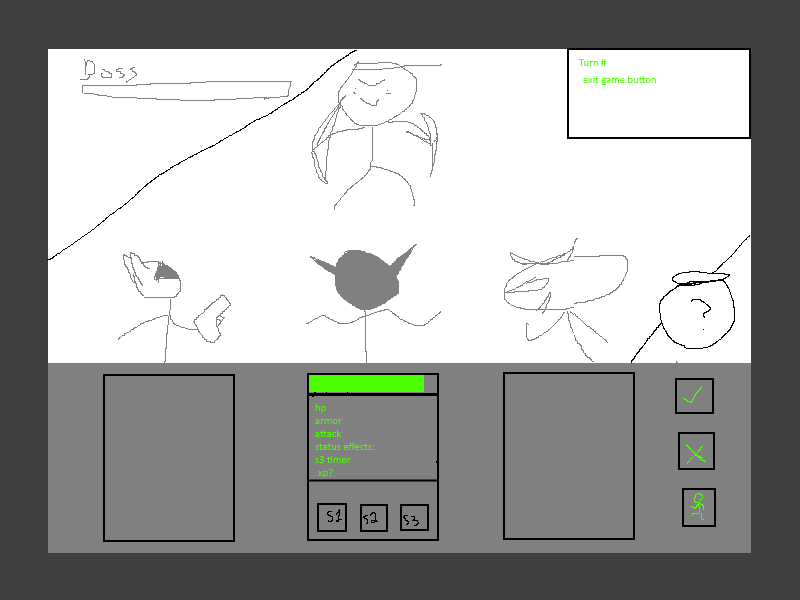 Boss
Turn #
exit game button
?
hp
armor
attack
status effects:
s3 timer
xp?
S1
S2
S3